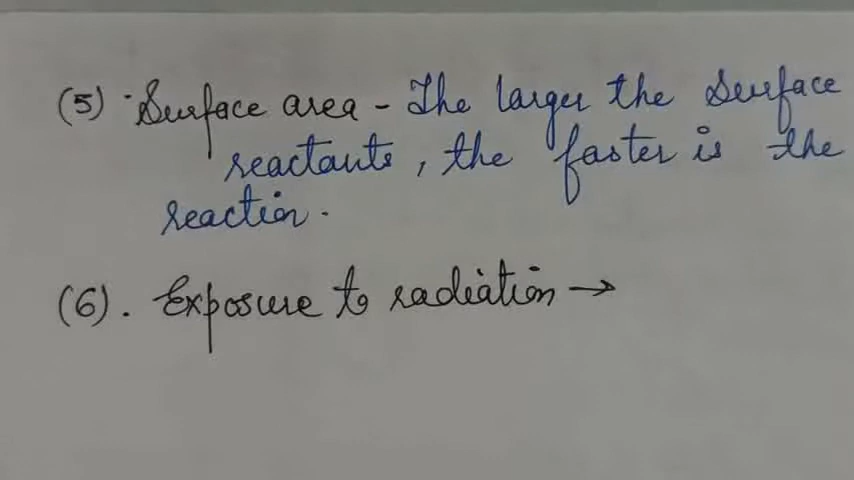 (5) Surface area - The larger the surface
reactants, the faster is the
reaction.
(6). Exposure to radiation →